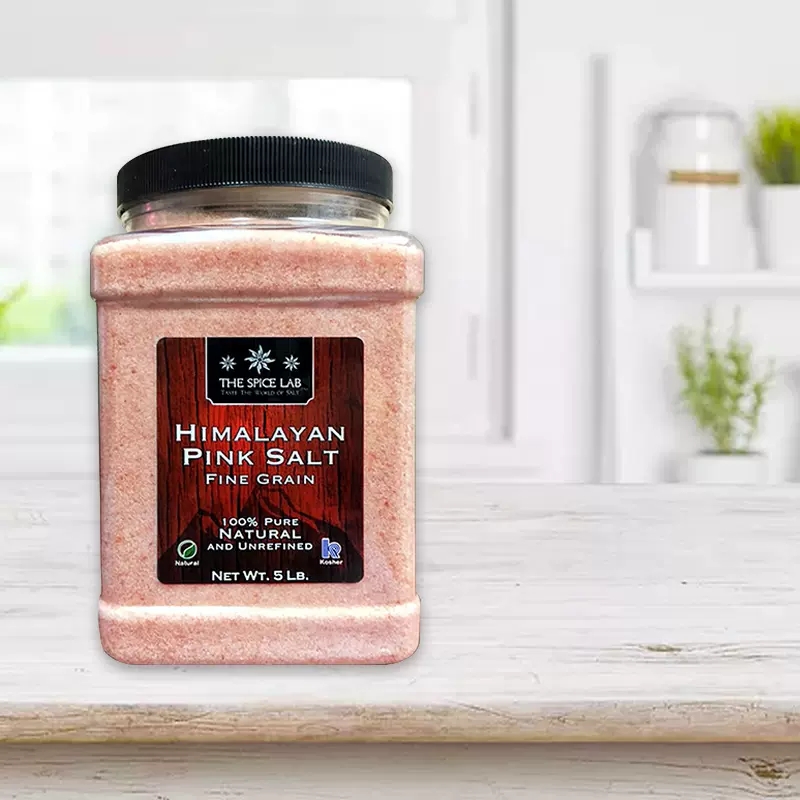 THE SPICE LAB
TASTE THE WORLD OF SALT™
HIMALAYAN
PINK SALT
FINE GRAIN
100% PURE
NATURAL
AND UNREFINED
Natural
Kosher
NET WT. 5 LB.